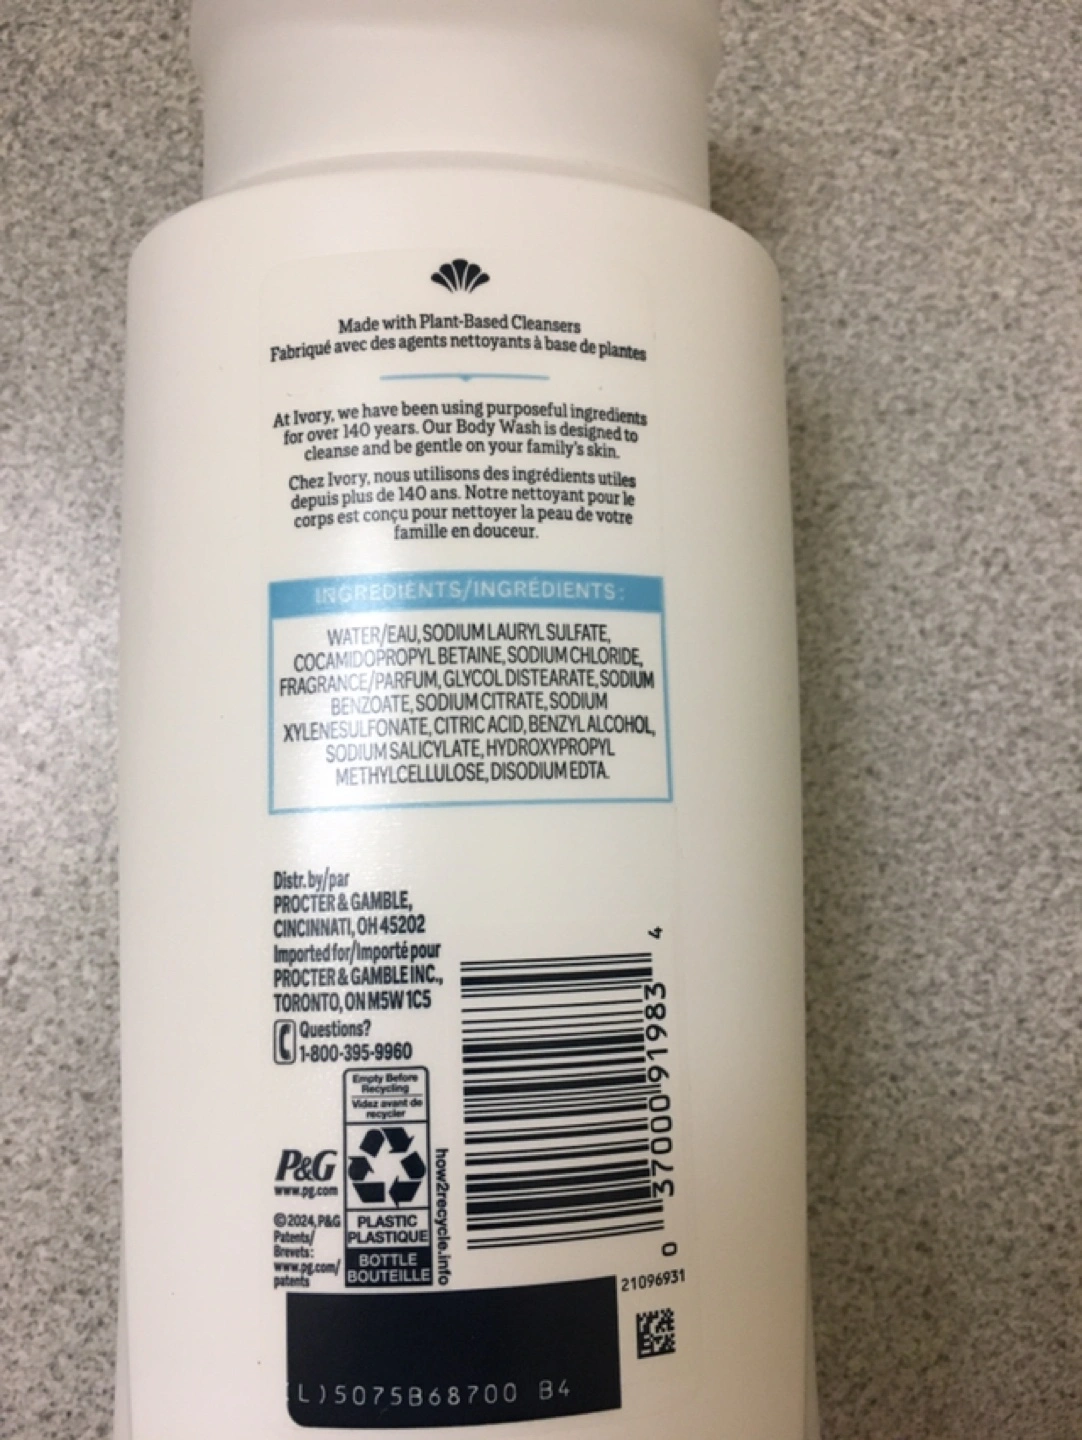 Made with Plant-Based Cleansers
Fabriqué avec des agents nettoyants à base de plantes
At Ivory, we have been using purposeful ingredients
for over 140 years. Our Body Wash is designed to
cleanse and be gentle on your family's skin.
Chez Ivory, nous utilisons des ingrédients utiles
depuis plus de 140 ans. Notre nettoyant pour le
corps est conçu pour nettoyer la peau de votre
famille en douceur.
INGREDIENTS/INGRÉDIENTS:
WATER/EAU, SODIUM LAURYL SULFATE,
COCAMIDOPROPYL BETAINE, SODIUM CHLORIDE,
FRAGRANCE/PARFUM, GLYCOL DISTEARATE, SODIUM
BENZOATE, SODIUM CITRATE, SODIUM
XYLENESULFONATE, CITRIC ACID, BENZYL ALCOHOL,
SODIUM SALICYLATE, HYDROXYPROPYL
METHYLCELLULOSE, DISODIUM EDTA.
Distr. by/par
PROCTER & GAMBLE,
CINCINNATI, OH 45202
Imported for/Importé pour
PROCTER & GAMBLE INC.,
TORONTO, ON M5W 1C5
Questions?
1-800-395-9960
Empty Before
Recycling
Videz avant de
recycler
PLASTIC
PLASTIQUE
BOTTLE
BOUTEILLE
how2recycle.info
P&G
www.pg.com
©2024, P&G
Patents/
Brevets:
www.pg.com/
patents
0 37000 91983 4
21096931
(L)5075B68700 B4